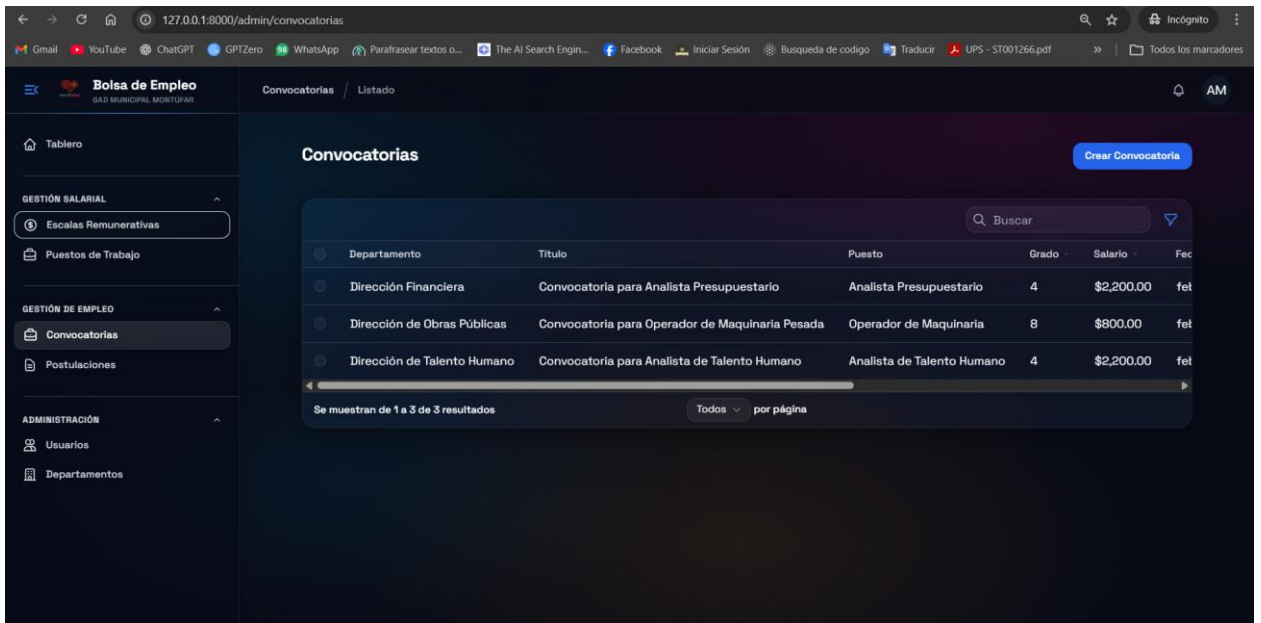 127.0.0.1:8000/admin/convocatorias
Incógnito
Gmail YouTube ChatGPT GPTZero WhatsApp Parafrasear textos o... The AI Search Engin... Facebook Iniciar Sesión Busqueda de codigo Traducir UPS - ST001266.pdf » Todos los marcadores
Bolsa de Empleo
GAD MUNICIPAL MONTÚFAR
Convocatorias / Listado
AM
Tablero
GESTIÓN SALARIAL
Escalas Remunerativas
Puestos de Trabajo
GESTIÓN DE EMPLEO
Convocatorias
Postulaciones
ADMINISTRACIÓN
Usuarios
Departamentos
Convocatorias
Crear Convocatoria
Buscar
Departamento Título Puesto Grado Salario Fec
Dirección Financiera Convocatoria para Analista Presupuestario Analista Presupuestario 4 $2,200.00 feb
Dirección de Obras Públicas Convocatoria para Operador de Maquinaria Pesada Operador de Maquinaria 8 $800.00 feb
Dirección de Talento Humano Convocatoria para Analista de Talento Humano Analista de Talento Humano 4 $2,200.00 feb
Se muestran de 1 a 3 de 3 resultados
Todos por página